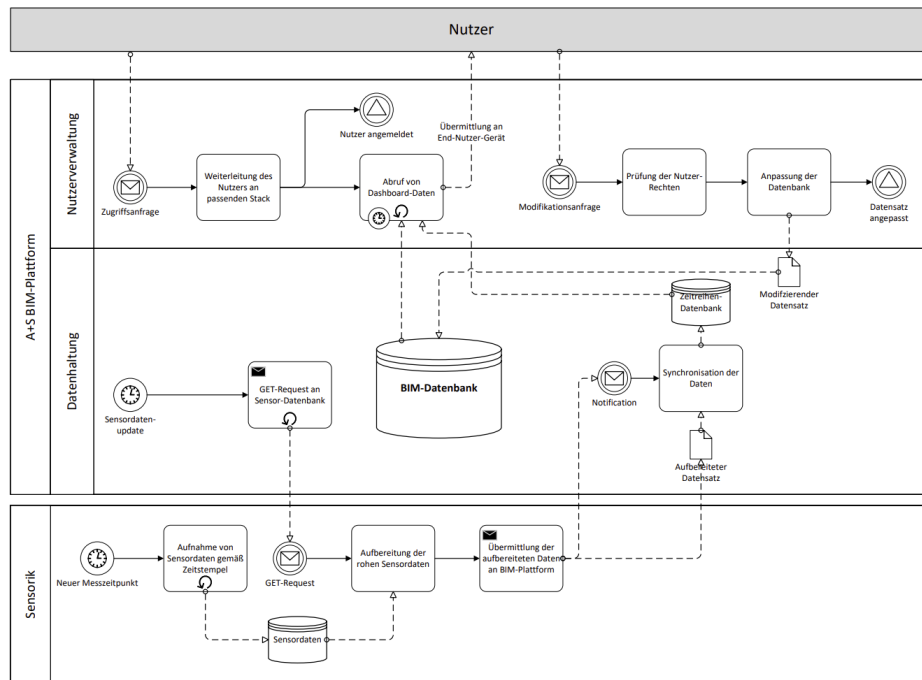 Nutzer
A+S BIM-Plattform
Nutzerverwaltung
Nutzer angemeldet
Übermittlung an
End-Nutzer-Gerät
Zugriffsanfrage
Weiterleitung des
Nutzers an
passenden Stack
Abruf von
Dashboard-Daten
Modifikationsanfrage
Prüfung der Nutzer-
Rechten
Anpassung der
Datenbank
Datensatz
angepasst
Datenhaltung
Modifzierender
Datensatz
Zeitreihen-
Datenbank
Sensordaten-
update
GET-Request an
Sensor-Datenbank
BIM-Datenbank
Notification
Synchronisation der
Daten
Aufbereiteter
Datensatz
Sensorik
Neuer Messzeitpunkt
Aufnahme von
Sensordaten gemäß
Zeitstempel
GET-Request
Aufbereitung der
rohen Sensordaten
Übermittlung der
aufbereiteten Daten
an BIM-Plattform
Sensordaten